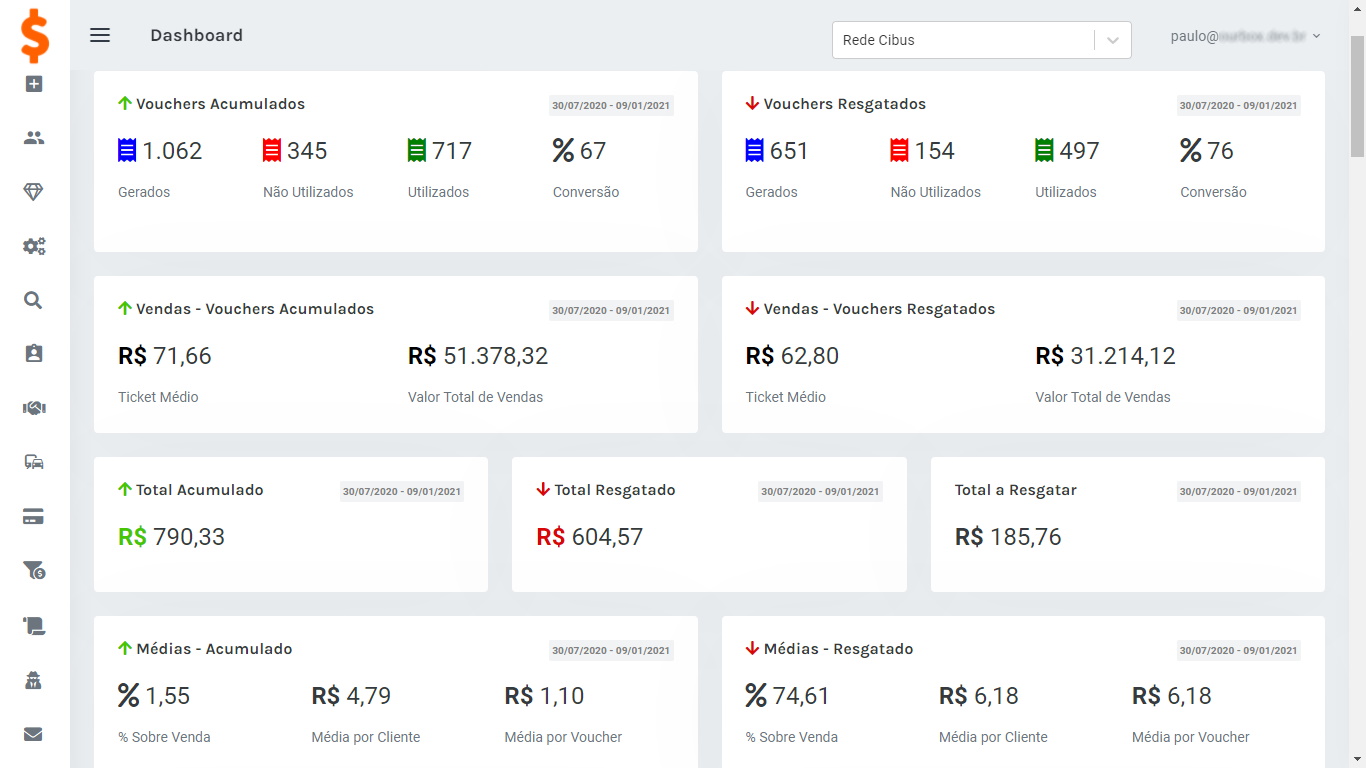 Dashboard
Rede Cibus
paulo@
Vouchers Acumulados
30/07/2020 - 09/01/2021
1.062
345
717
% 67
Gerados
Não Utilizados
Utilizados
Conversão
Vouchers Resgatados
30/07/2020 - 09/01/2021
651
154
497
% 76
Gerados
Não Utilizados
Utilizados
Conversão
Vendas - Vouchers Acumulados
30/07/2020 - 09/01/2021
R$ 71,66
R$ 51.378,32
Ticket Médio
Valor Total de Vendas
Vendas - Vouchers Resgatados
30/07/2020 - 09/01/2021
R$ 62,80
R$ 31.214,12
Ticket Médio
Valor Total de Vendas
Total Acumulado
30/07/2020 - 09/01/2021
R$ 790,33
Total Resgatado
30/07/2020 - 09/01/2021
R$ 604,57
Total a Resgatar
30/07/2020 - 09/01/2021
R$ 185,76
Médias - Acumulado
30/07/2020 - 09/01/2021
% 1,55
R$ 4,79
R$ 1,10
% Sobre Venda
Média por Cliente
Média por Voucher
Médias - Resgatado
30/07/2020 - 09/01/2021
% 74,61
R$ 6,18
R$ 6,18
% Sobre Venda
Média por Cliente
Média por Voucher